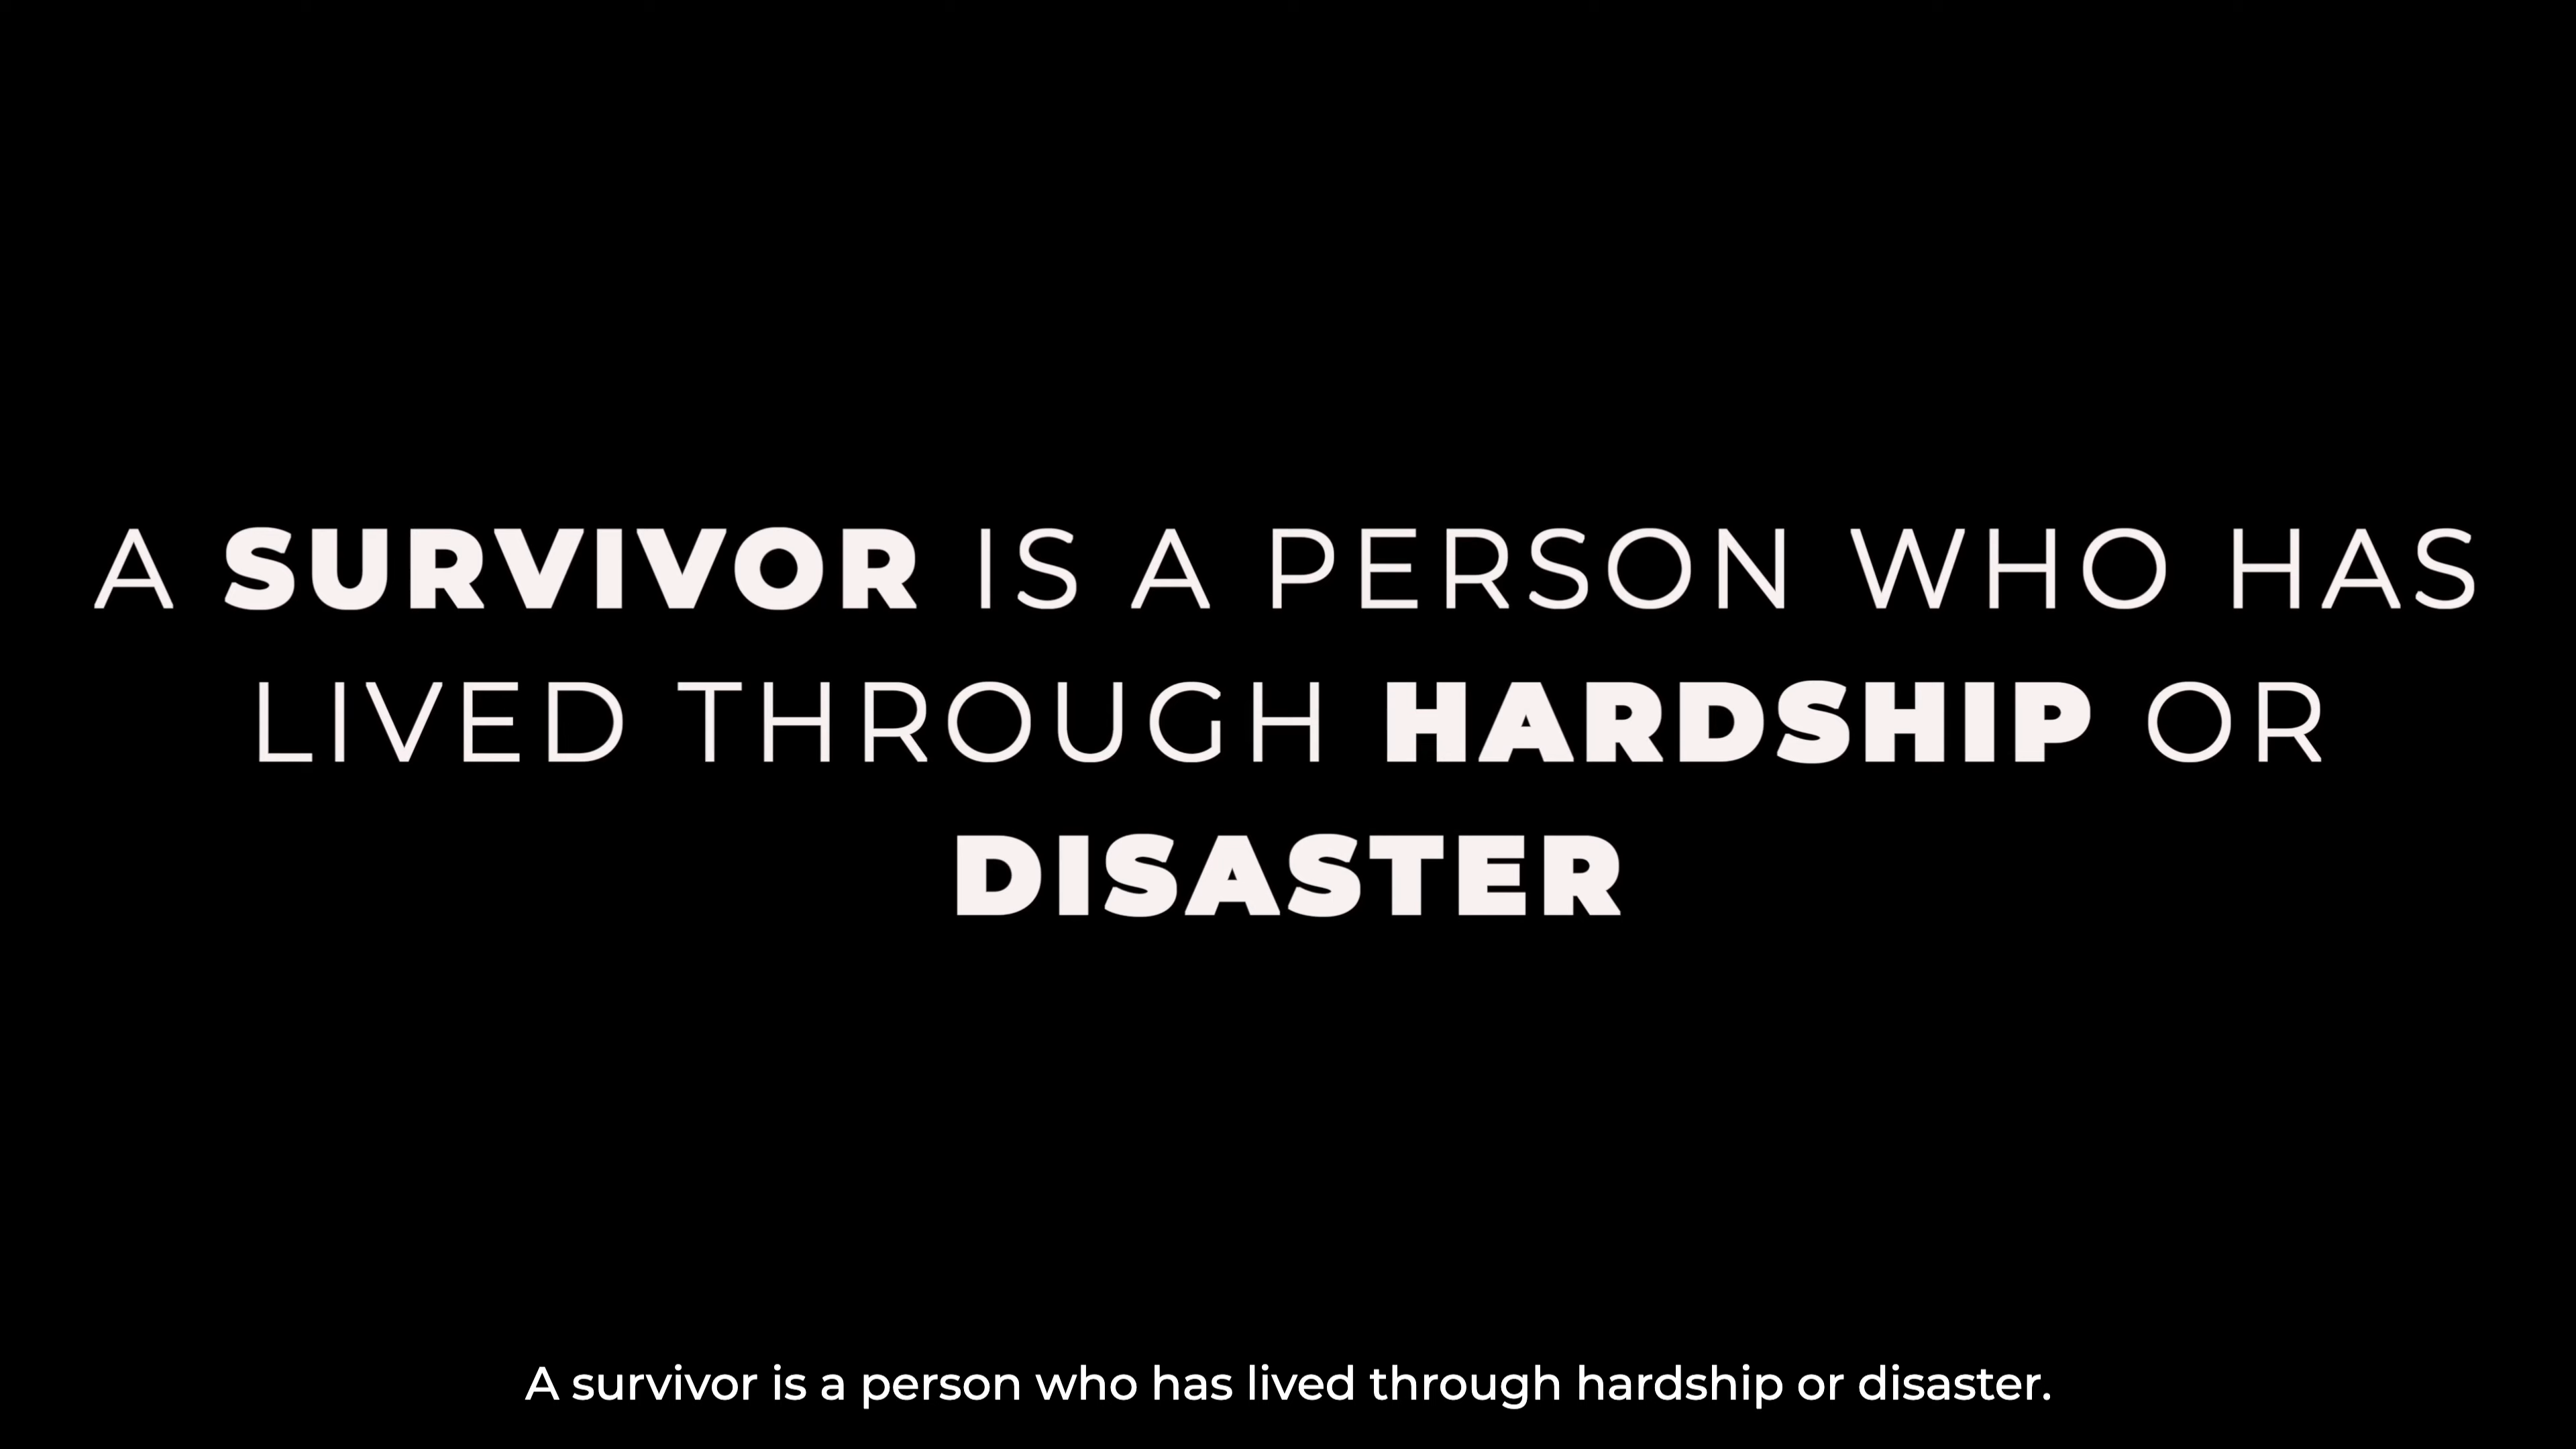 A SURVIVOR IS A PERSON WHO HAS
LIVED THROUGH HARDSHIP OR
DISASTER
A survivor is a person who has lived through hardship or disaster.